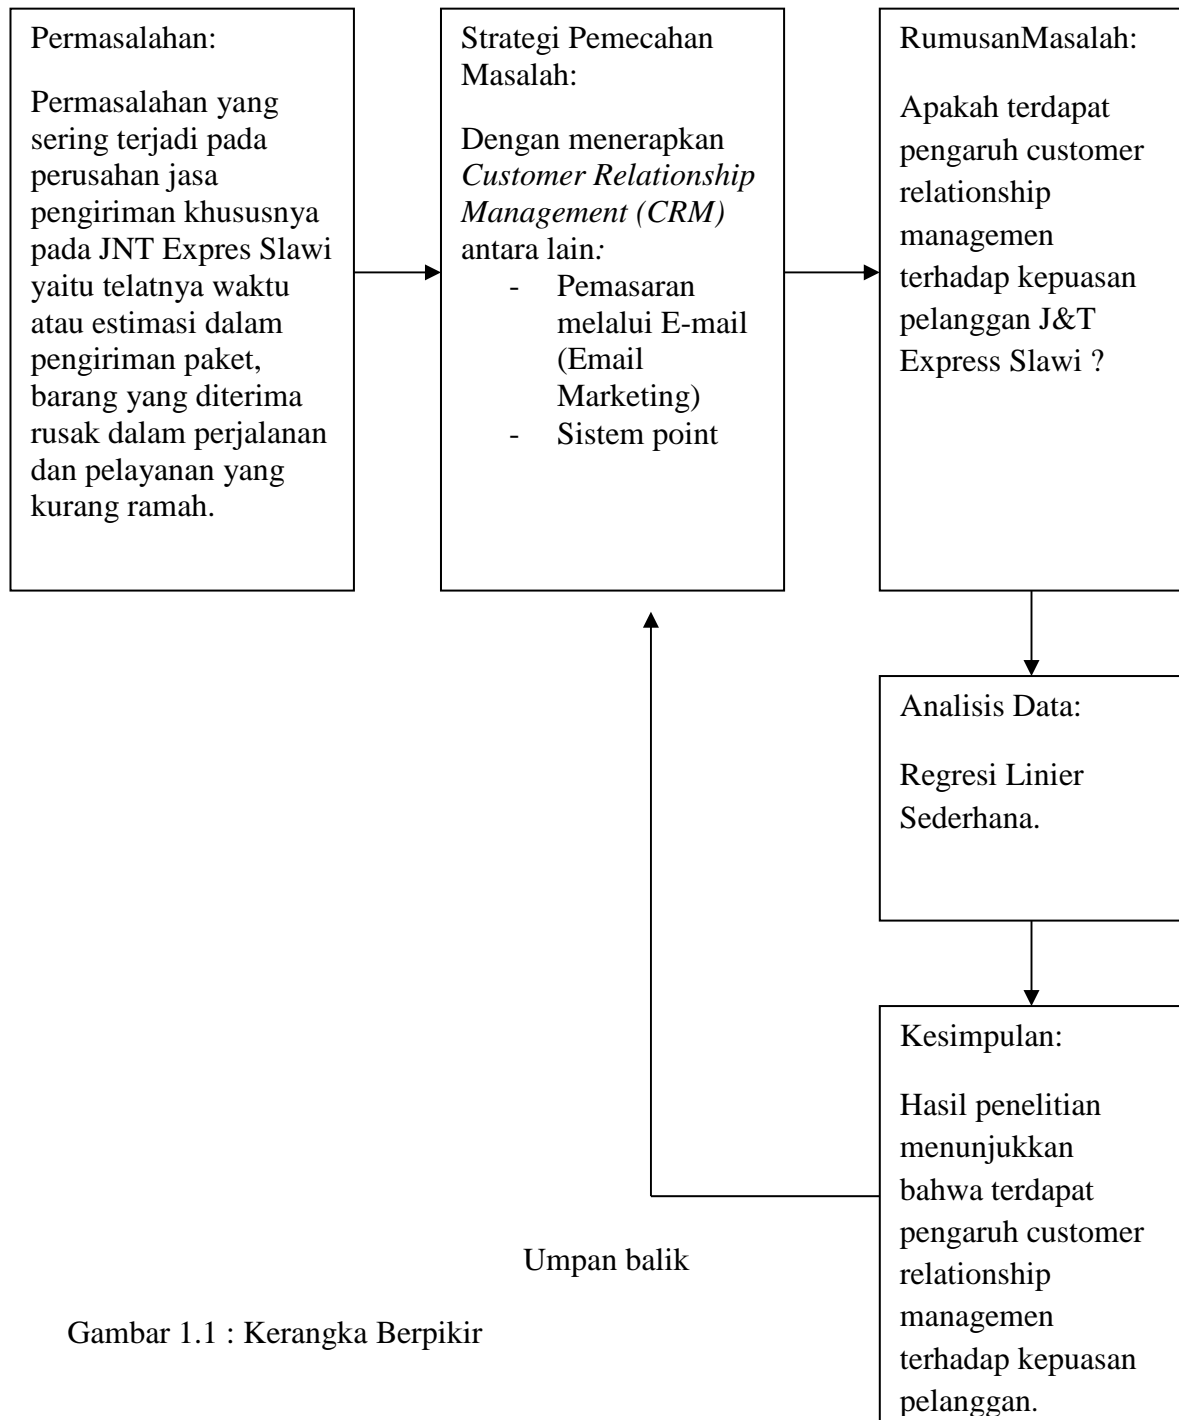 Permasalahan:
Permasalahan yang
sering terjadi pada
perusahan jasa
pengiriman khususnya
pada JNT Expres Slawi
yaitu telatnya waktu
atau estimasi dalam
pengiriman paket,
barang yang diterima
rusak dalam perjalanan
dan pelayanan yang
kurang ramah.
Strategi Pemecahan
Masalah:
Dengan menerapkan
Customer Relationship
Management (CRM)
antara lain:
- Pemasaran
melalui E-mail
(Email
Marketing)
- Sistem point
RumusanMasalah:
Apakah terdapat
pengaruh customer
relationship
managemen
terhadap kepuasan
pelanggan J&T
Express Slawi ?
Analisis Data:
Regresi Linier
Sederhana.
Kesimpulan:
Hasil penelitian
menunjukkan
bahwa terdapat
pengaruh customer
relationship
managemen
terhadap kepuasan
pelanggan.
Umpan balik
Gambar 1.1 : Kerangka Berpikir